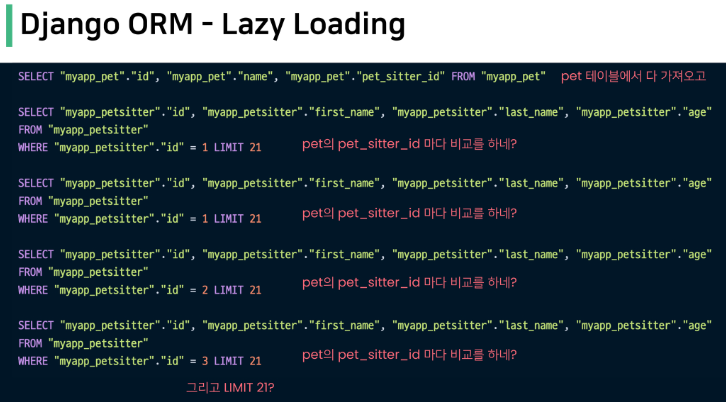 Django ORM - Lazy Loading
SELECT "myapp_pet"."id", "myapp_pet"."name", "myapp_pet"."pet_sitter_id" FROM "myapp_pet" pet 테이블에서 다 가져오고
SELECT "myapp_petsitter"."id", "myapp_petsitter"."first_name", "myapp_petsitter"."last_name", "myapp_petsitter"."age"
FROM "myapp_petsitter"
WHERE "myapp_petsitter"."id" = 1 LIMIT 21 pet의 pet_sitter_id 마다 비교를 하네?
SELECT "myapp_petsitter"."id", "myapp_petsitter"."first_name", "myapp_petsitter"."last_name", "myapp_petsitter"."age"
FROM "myapp_petsitter"
WHERE "myapp_petsitter"."id" = 1 LIMIT 21 pet의 pet_sitter_id 마다 비교를 하네?
SELECT "myapp_petsitter"."id", "myapp_petsitter"."first_name", "myapp_petsitter"."last_name", "myapp_petsitter"."age"
FROM "myapp_petsitter"
WHERE "myapp_petsitter"."id" = 2 LIMIT 21 pet의 pet_sitter_id 마다 비교를 하네?
SELECT "myapp_petsitter"."id", "myapp_petsitter"."first_name", "myapp_petsitter"."last_name", "myapp_petsitter"."age"
FROM "myapp_petsitter"
WHERE "myapp_petsitter"."id" = 3 LIMIT 21 pet의 pet_sitter_id 마다 비교를 하네?
그리고 LIMIT 21?